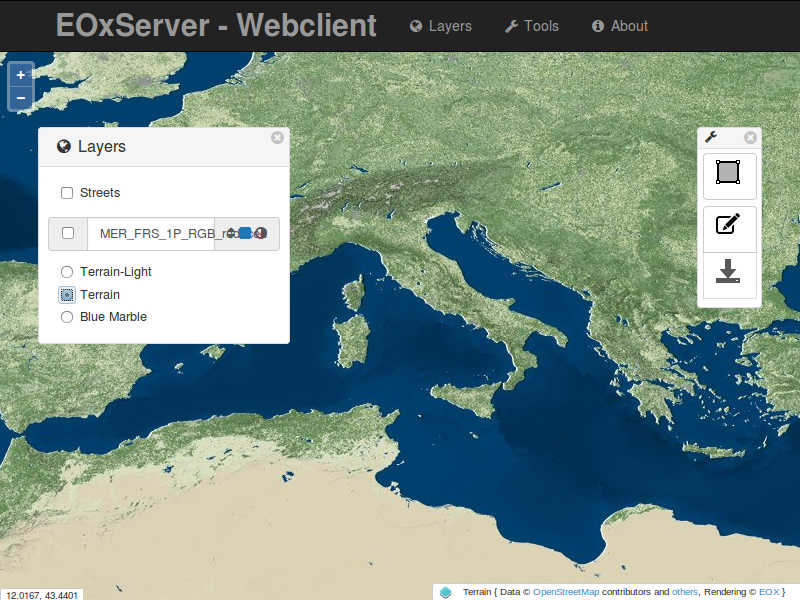 EOxServer - Webclient Layers Tools About
+
−
Layers
Streets
MER_FRS_1P_RGB_reduced
Terrain-Light
Terrain
Blue Marble
12.0167, 43.4401
Terrain { Data © OpenStreetMap contributors and others, Rendering © EOX }